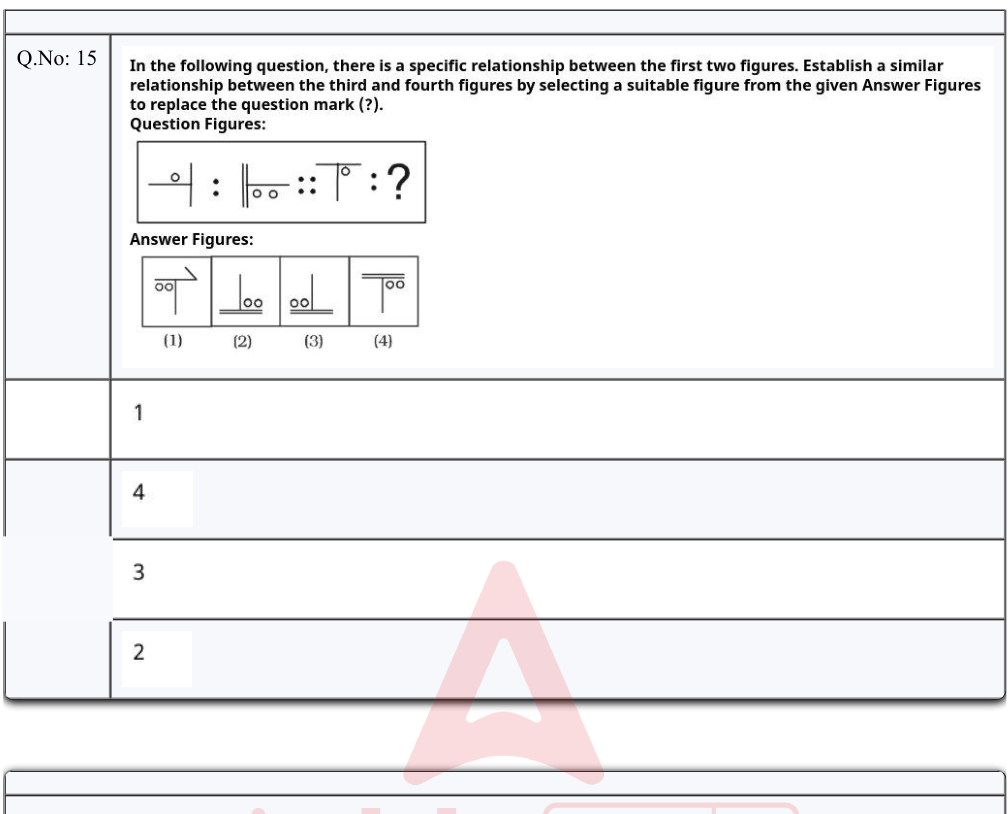 Q.No: 15
In the following question, there is a specific relationship between the first two figures. Establish a similar
relationship between the third and fourth figures by selecting a suitable figure from the given Answer Figures
to replace the question mark (?).
Question Figures:
: :: : ?
Answer Figures:
(1) (2) (3) (4)
1
4
3
2